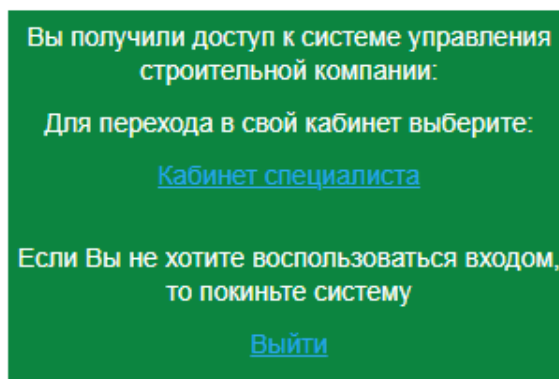 Вы получили доступ к системе управления
строительной компании:
Для перехода в свой кабинет выберите:
Кабинет специалиста
Если Вы не хотите воспользоваться входом,
то покиньте систему
Выйти